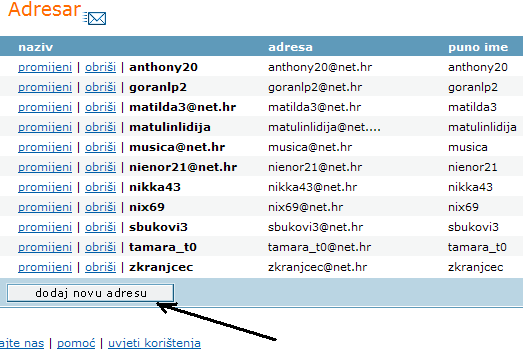 Adresar
naziv adresa puno ime
promijeni | obriši | anthony20 anthony20@net.hr anthony20
promijeni | obriši | goranlp2 goranlp2@net.hr goranlp2
promijeni | obriši | matilda3@net.hr matilda3@net.hr matilda3
promijeni | obriši | matulinlidija matulinlidija@net.... matulinlidija
promijeni | obriši | musica@net.hr musica@net.hr musica
promijeni | obriši | nienor21@net.hr nienor21@net.hr nienor21
promijeni | obriši | nikka43 nikka43@net.hr nikka43
promijeni | obriši | nix69 nix69@net.hr nix69
promijeni | obriši | sbukovi3 sbukovi3@net.hr sbukovi3
promijeni | obriši | tamara_t0 tamara_t0@net.hr tamara_t0
promijeni | obriši | zkranjcec zkranjcec@net.hr zkranjcec
dodaj novu adresu
ajte nas | pomoć | uvjeti korištenja